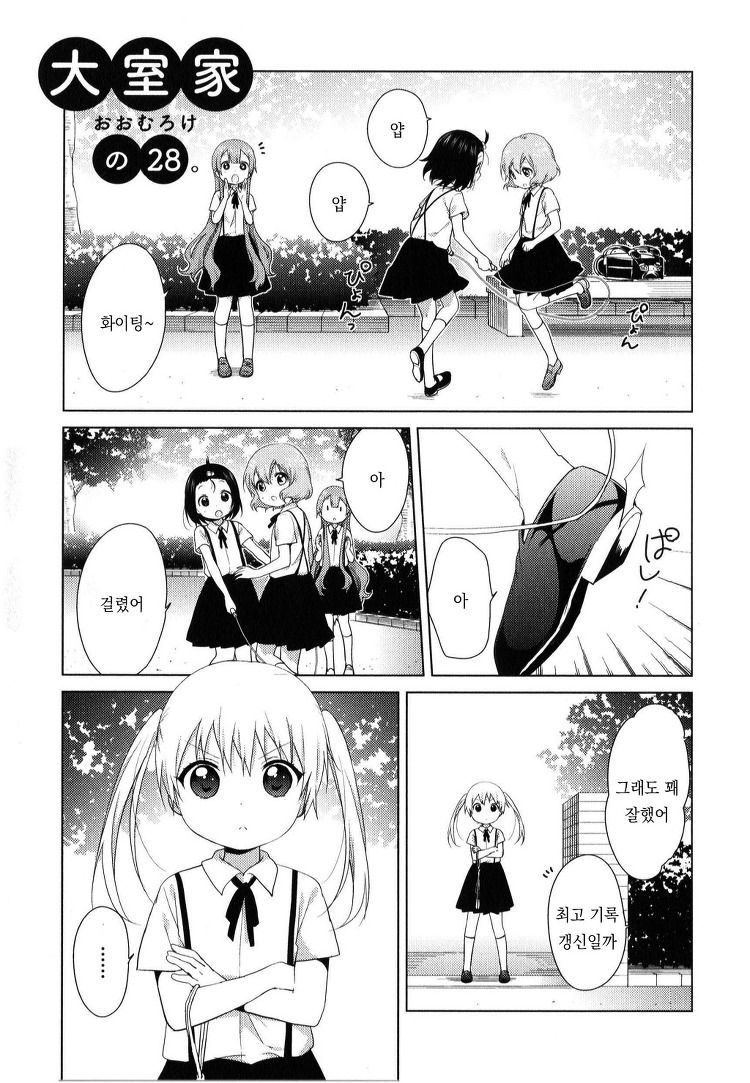 大室家
おおむろけ
の28。
얍
얍
화이팅~
ぴょんっ
ぴょん
ぱし!
아
아
걸렸어
그래도 꽤
잘했어
최고 기록
갱신일까
……